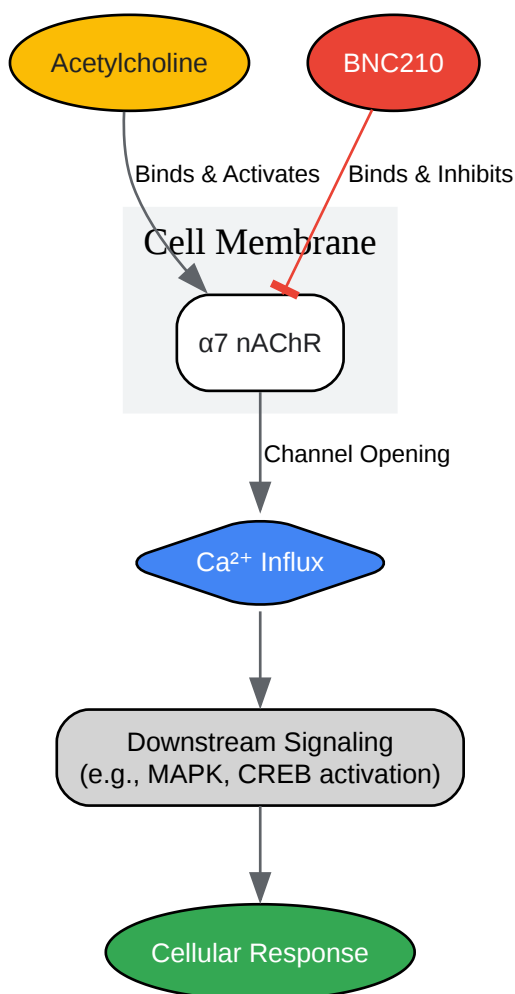 Acetylcholine
BNC210
Binds & Activates
Binds & Inhibits
Cell Membrane
α7 nAChR
Channel Opening
Ca²⁺ Influx
Downstream Signaling
(e.g., MAPK, CREB activation)
Cellular Response